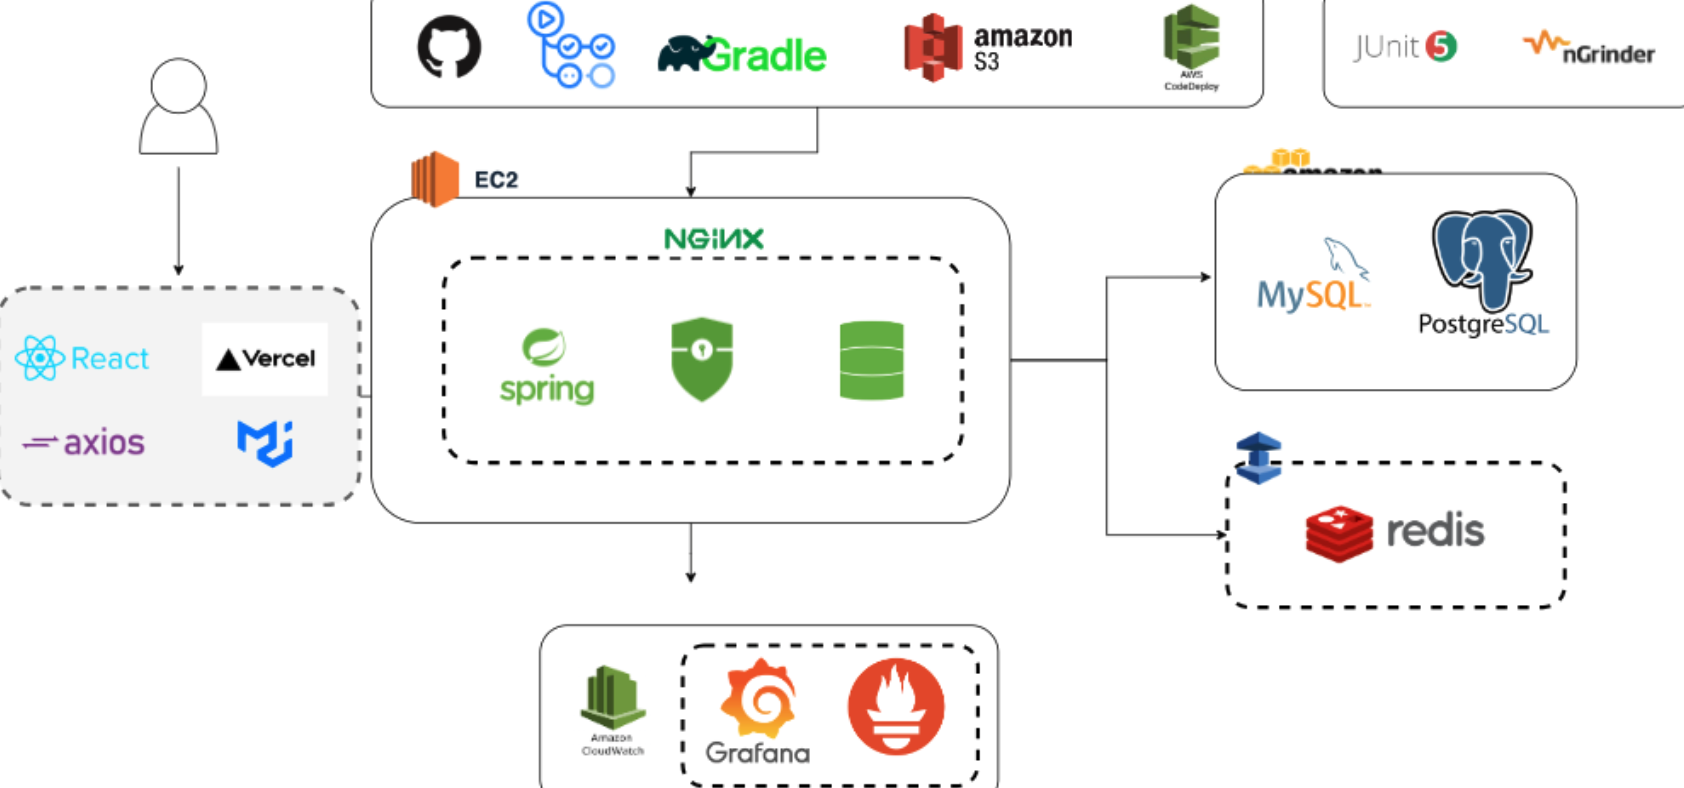 Gradle
amazon
S3
AWS
CodeDeploy
JUnit 5
nGrinder
EC2
amazon
NGINX
MySQL
PostgreSQL
React
Vercel
axios
spring
redis
Amazon
CloudWatch
Grafana